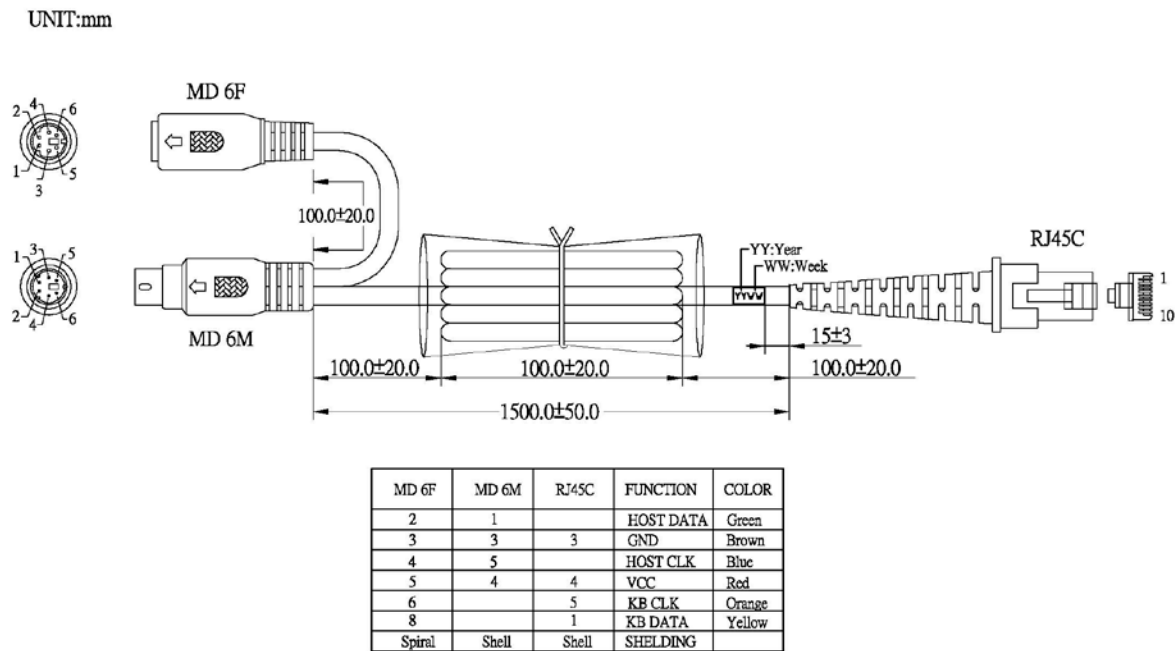 UNIT:mm
MD 6F
4 6
2
1 5
3
100.0±20.0
3 5
1
2 6
4
MD 6M
YY:Year
WW:Week
YYWW
RJ45C
1
10
15±3
100.0±20.0 100.0±20.0 100.0±20.0
1500.0±50.0
MD 6F MD 6M RJ45C FUNCTION COLOR
2 1 HOST DATA Green
3 3 3 GND Brown
4 5 HOST CLK Blue
5 4 4 VCC Red
6 5 KB CLK Orange
8 1 KB DATA Yellow
Spiral Shell Shell SHELDING